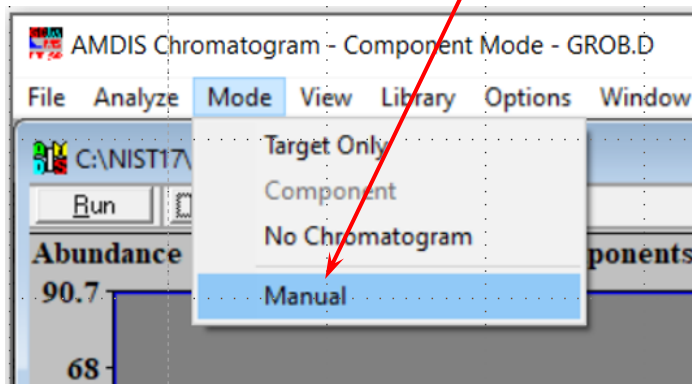 AMDIS Chromatogram - Component Mode - GROB.D
File Analyze Mode View Library Options Window
C:\NIST17\
Target Only
Component
No Chromatogram
Manual
Run
Abundance
ponents
90.7
68